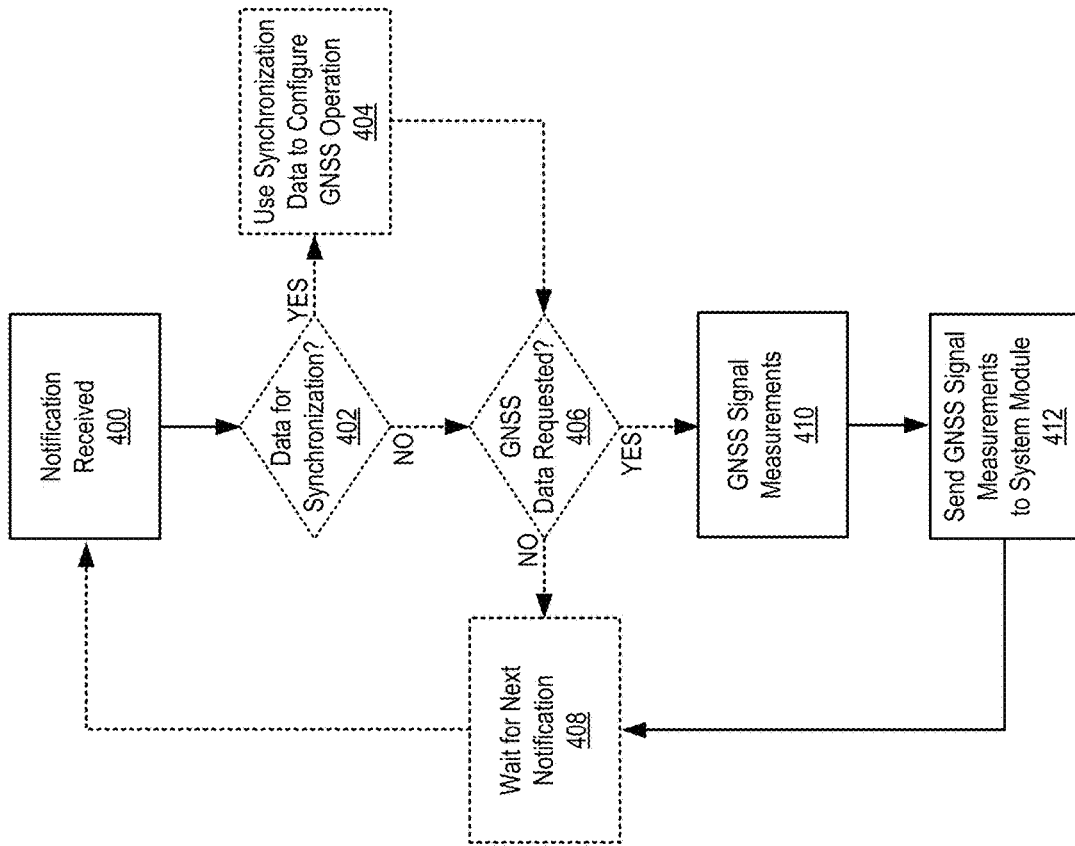 Notification
Received
400
Data for
Synchronization?
402
YES
NO
Use Synchronization
Data to Configure
GNSS Operation
404
GNSS
Data Requested?
406
NO
YES
Wait for Next
Notification
408
GNSS Signal
Measurements
410
Send GNSS Signal
Measurements
to System Module
412